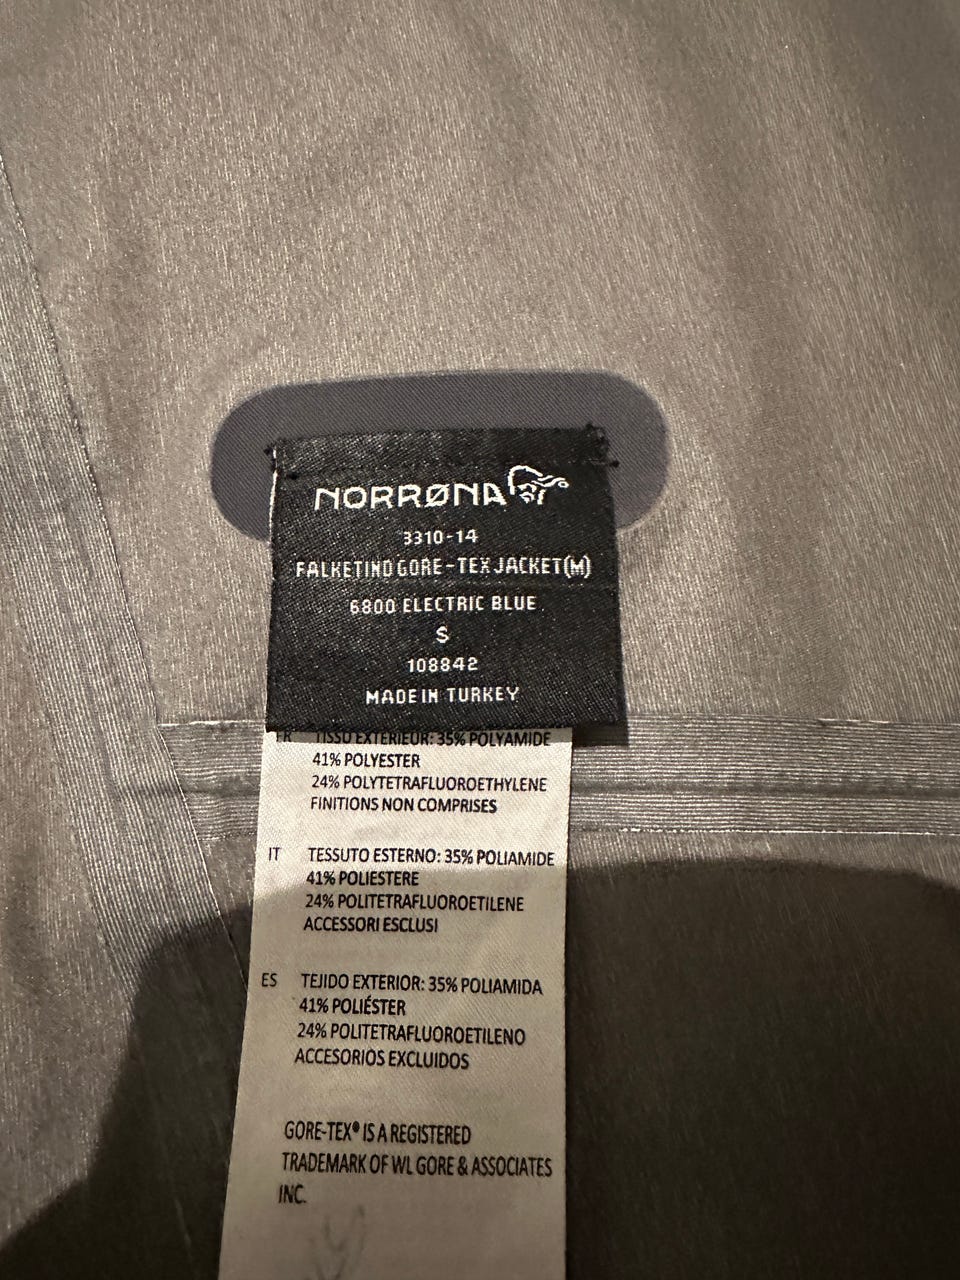 NORRØNA
3310-14
FALKETIND GORE-TEX JACKET(M)
6800 ELECTRIC BLUE
S
108842
MADE IN TURKEY
FR TISSU EXTERIEUR: 35% POLYAMIDE
41% POLYESTER
24% POLYTETRAFLUOROETHYLENE
FINITIONS NON COMPRISES
IT TESSUTO ESTERNO: 35% POLIAMIDE
41% POLIESTERE
24% POLITETRAFLUOROETILENE
ACCESSORI ESCLUSI
ES TEJIDO EXTERIOR: 35% POLIAMIDA
41% POLIÉSTER
24% POLITETRAFLUOROETILENO
ACCESORIOS EXCLUIDOS
GORE-TEX® IS A REGISTERED
TRADEMARK OF WL GORE & ASSOCIATES
INC.